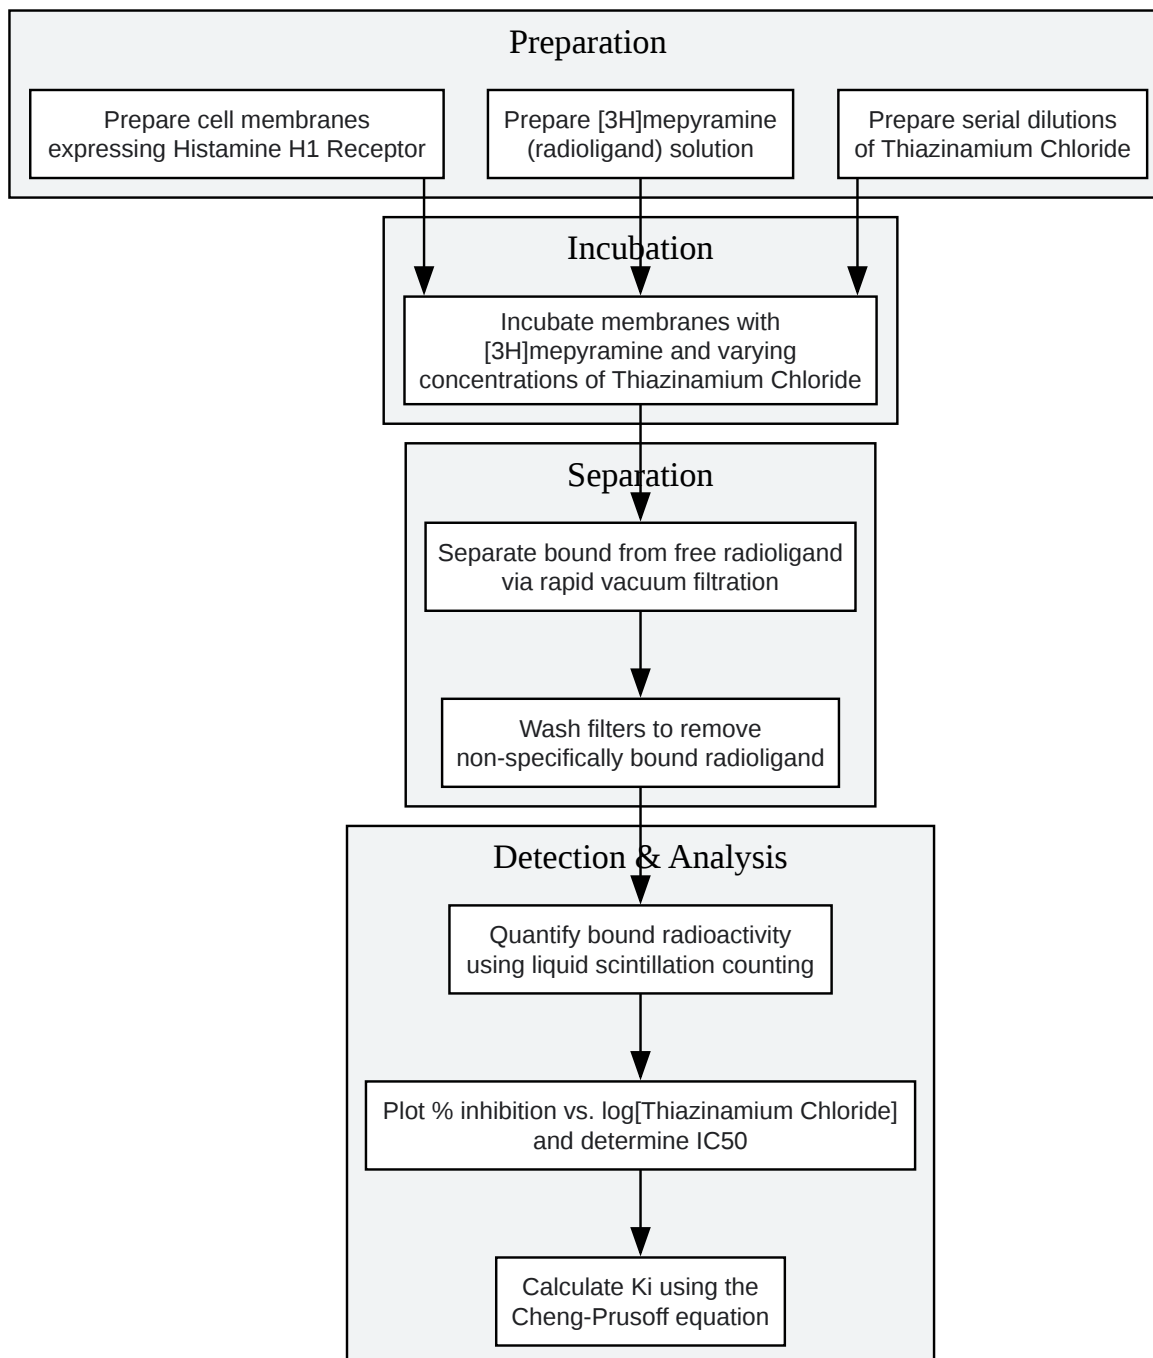 Preparation
Prepare cell membranes
expressing Histamine H1 Receptor
Prepare [3H]mepyramine
(radioligand) solution
Prepare serial dilutions
of Thiazinamium Chloride
Incubation
Incubate membranes with
[3H]mepyramine and varying
concentrations of Thiazinamium Chloride
Separation
Separate bound from free radioligand
via rapid vacuum filtration
Wash filters to remove
non-specifically bound radioligand
Detection & Analysis
Quantify bound radioactivity
using liquid scintillation counting
Plot % inhibition vs. log[Thiazinamium Chloride]
and determine IC50
Calculate Ki using the
Cheng-Prusoff equation